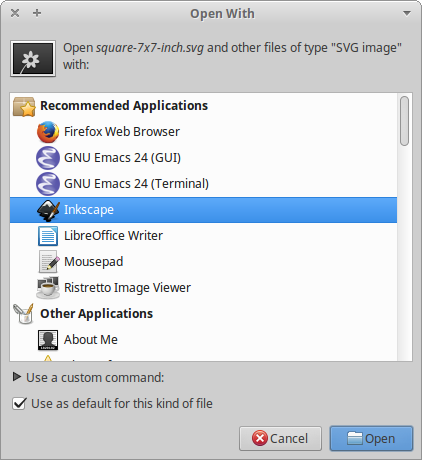 Open With
Open square-7x7-inch.svg and other files of type "SVG image"
with:
Recommended Applications
Firefox Web Browser
GNU Emacs 24 (GUI)
GNU Emacs 24 (Terminal)
Inkscape
LibreOffice Writer
Mousepad
Ristretto Image Viewer
Other Applications
About Me
Use a custom command:
Use as default for this kind of file
Cancel
Open